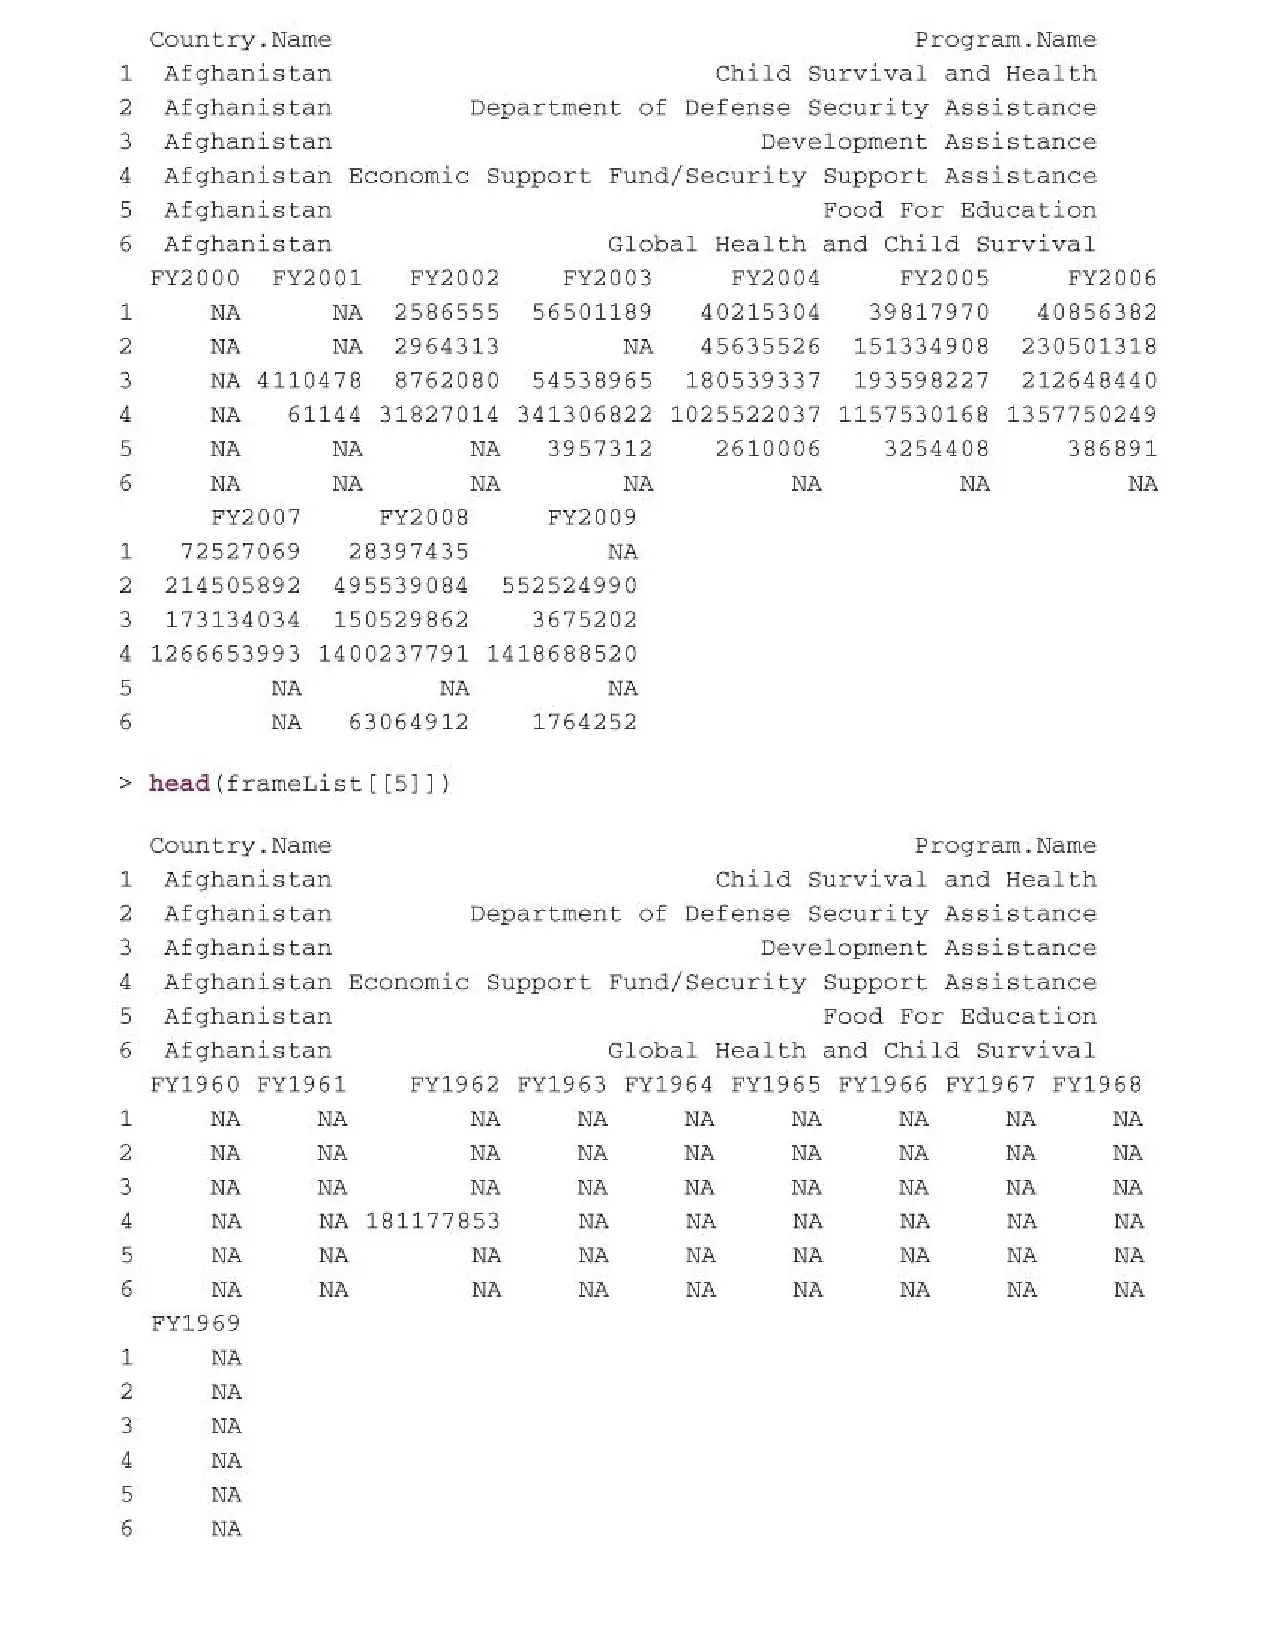 Country.Name Program.Name
1 Afghanistan Child Survival and Health
2 Afghanistan Department of Defense Security Assistance
3 Afghanistan Development Assistance
4 Afghanistan Economic Support Fund/Security Support Assistance
5 Afghanistan Food For Education
6 Afghanistan Global Health and Child Survival
FY2000 FY2001 FY2002 FY2003 FY2004 FY2005 FY2006
1 NA NA 2586555 56501189 40215304 39817970 40856382
2 NA NA 2964313 NA 45635526 151334908 230501318
3 NA 4110478 8762080 54538965 180539337 193598227 212648440
4 NA 61144 31827014 341306822 1025522037 1157530168 1357750249
5 NA NA NA 3957312 2610006 3254408 386891
6 NA NA NA NA NA NA NA
FY2007 FY2008 FY2009
1 72527069 28397435 NA
2 214505892 495539084 552524990
3 173134034 150529862 3675202
4 1266653993 1400237791 1418688520
5 NA NA NA
6 NA 63064912 1764252
> head(frameList[[5]])
Country.Name Program.Name
1 Afghanistan Child Survival and Health
2 Afghanistan Department of Defense Security Assistance
3 Afghanistan Development Assistance
4 Afghanistan Economic Support Fund/Security Support Assistance
5 Afghanistan Food For Education
6 Afghanistan Global Health and Child Survival
FY1960 FY1961 FY1962 FY1963 FY1964 FY1965 FY1966 FY1967 FY1968
1 NA NA NA NA NA NA NA NA NA
2 NA NA NA NA NA NA NA NA NA
3 NA NA NA NA NA NA NA NA NA
4 NA NA 181177853 NA NA NA NA NA NA
5 NA NA NA NA NA NA NA NA NA
6 NA NA NA NA NA NA NA NA NA
FY1969
1 NA
2 NA
3 NA
4 NA
5 NA
6 NA